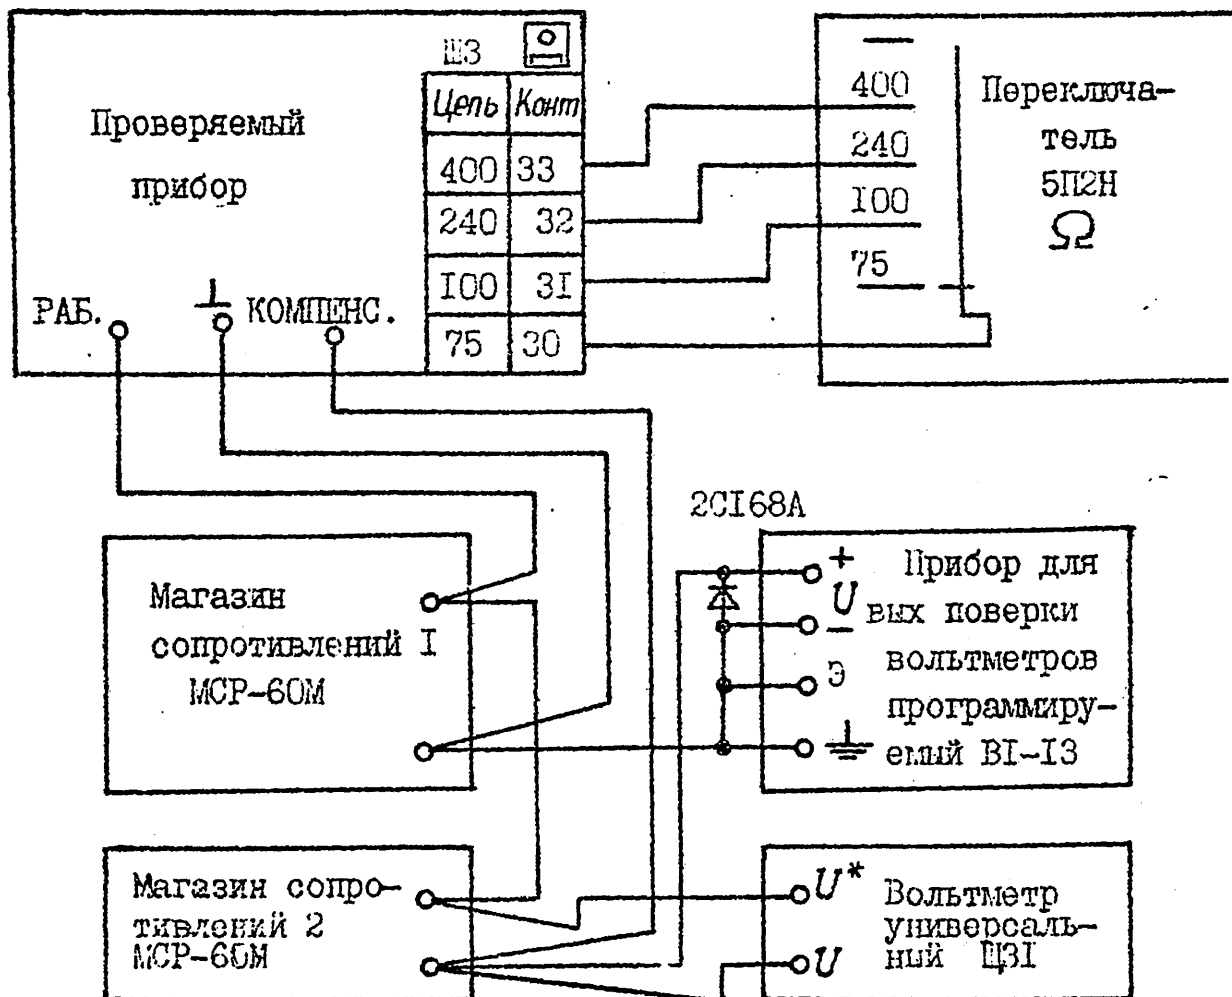 Проверяемый
прибор
РАБ.
КОМПЕНС.
Ш3
Цепь Конт
400 33
240 32
100 31
75 30
400
240
100
75
Переключа-
тель
5П2Н
Ω
Магазин
сопротивлений 1
МСР-60М
2С168А
+
U вых
–
Э
Прибор для
поверки
вольтметров
программиру-
емый В1-13
Магазин сопро-
тивлений 2
МСР-60М
U*
U
Вольтметр
универсаль-
ный Щ31